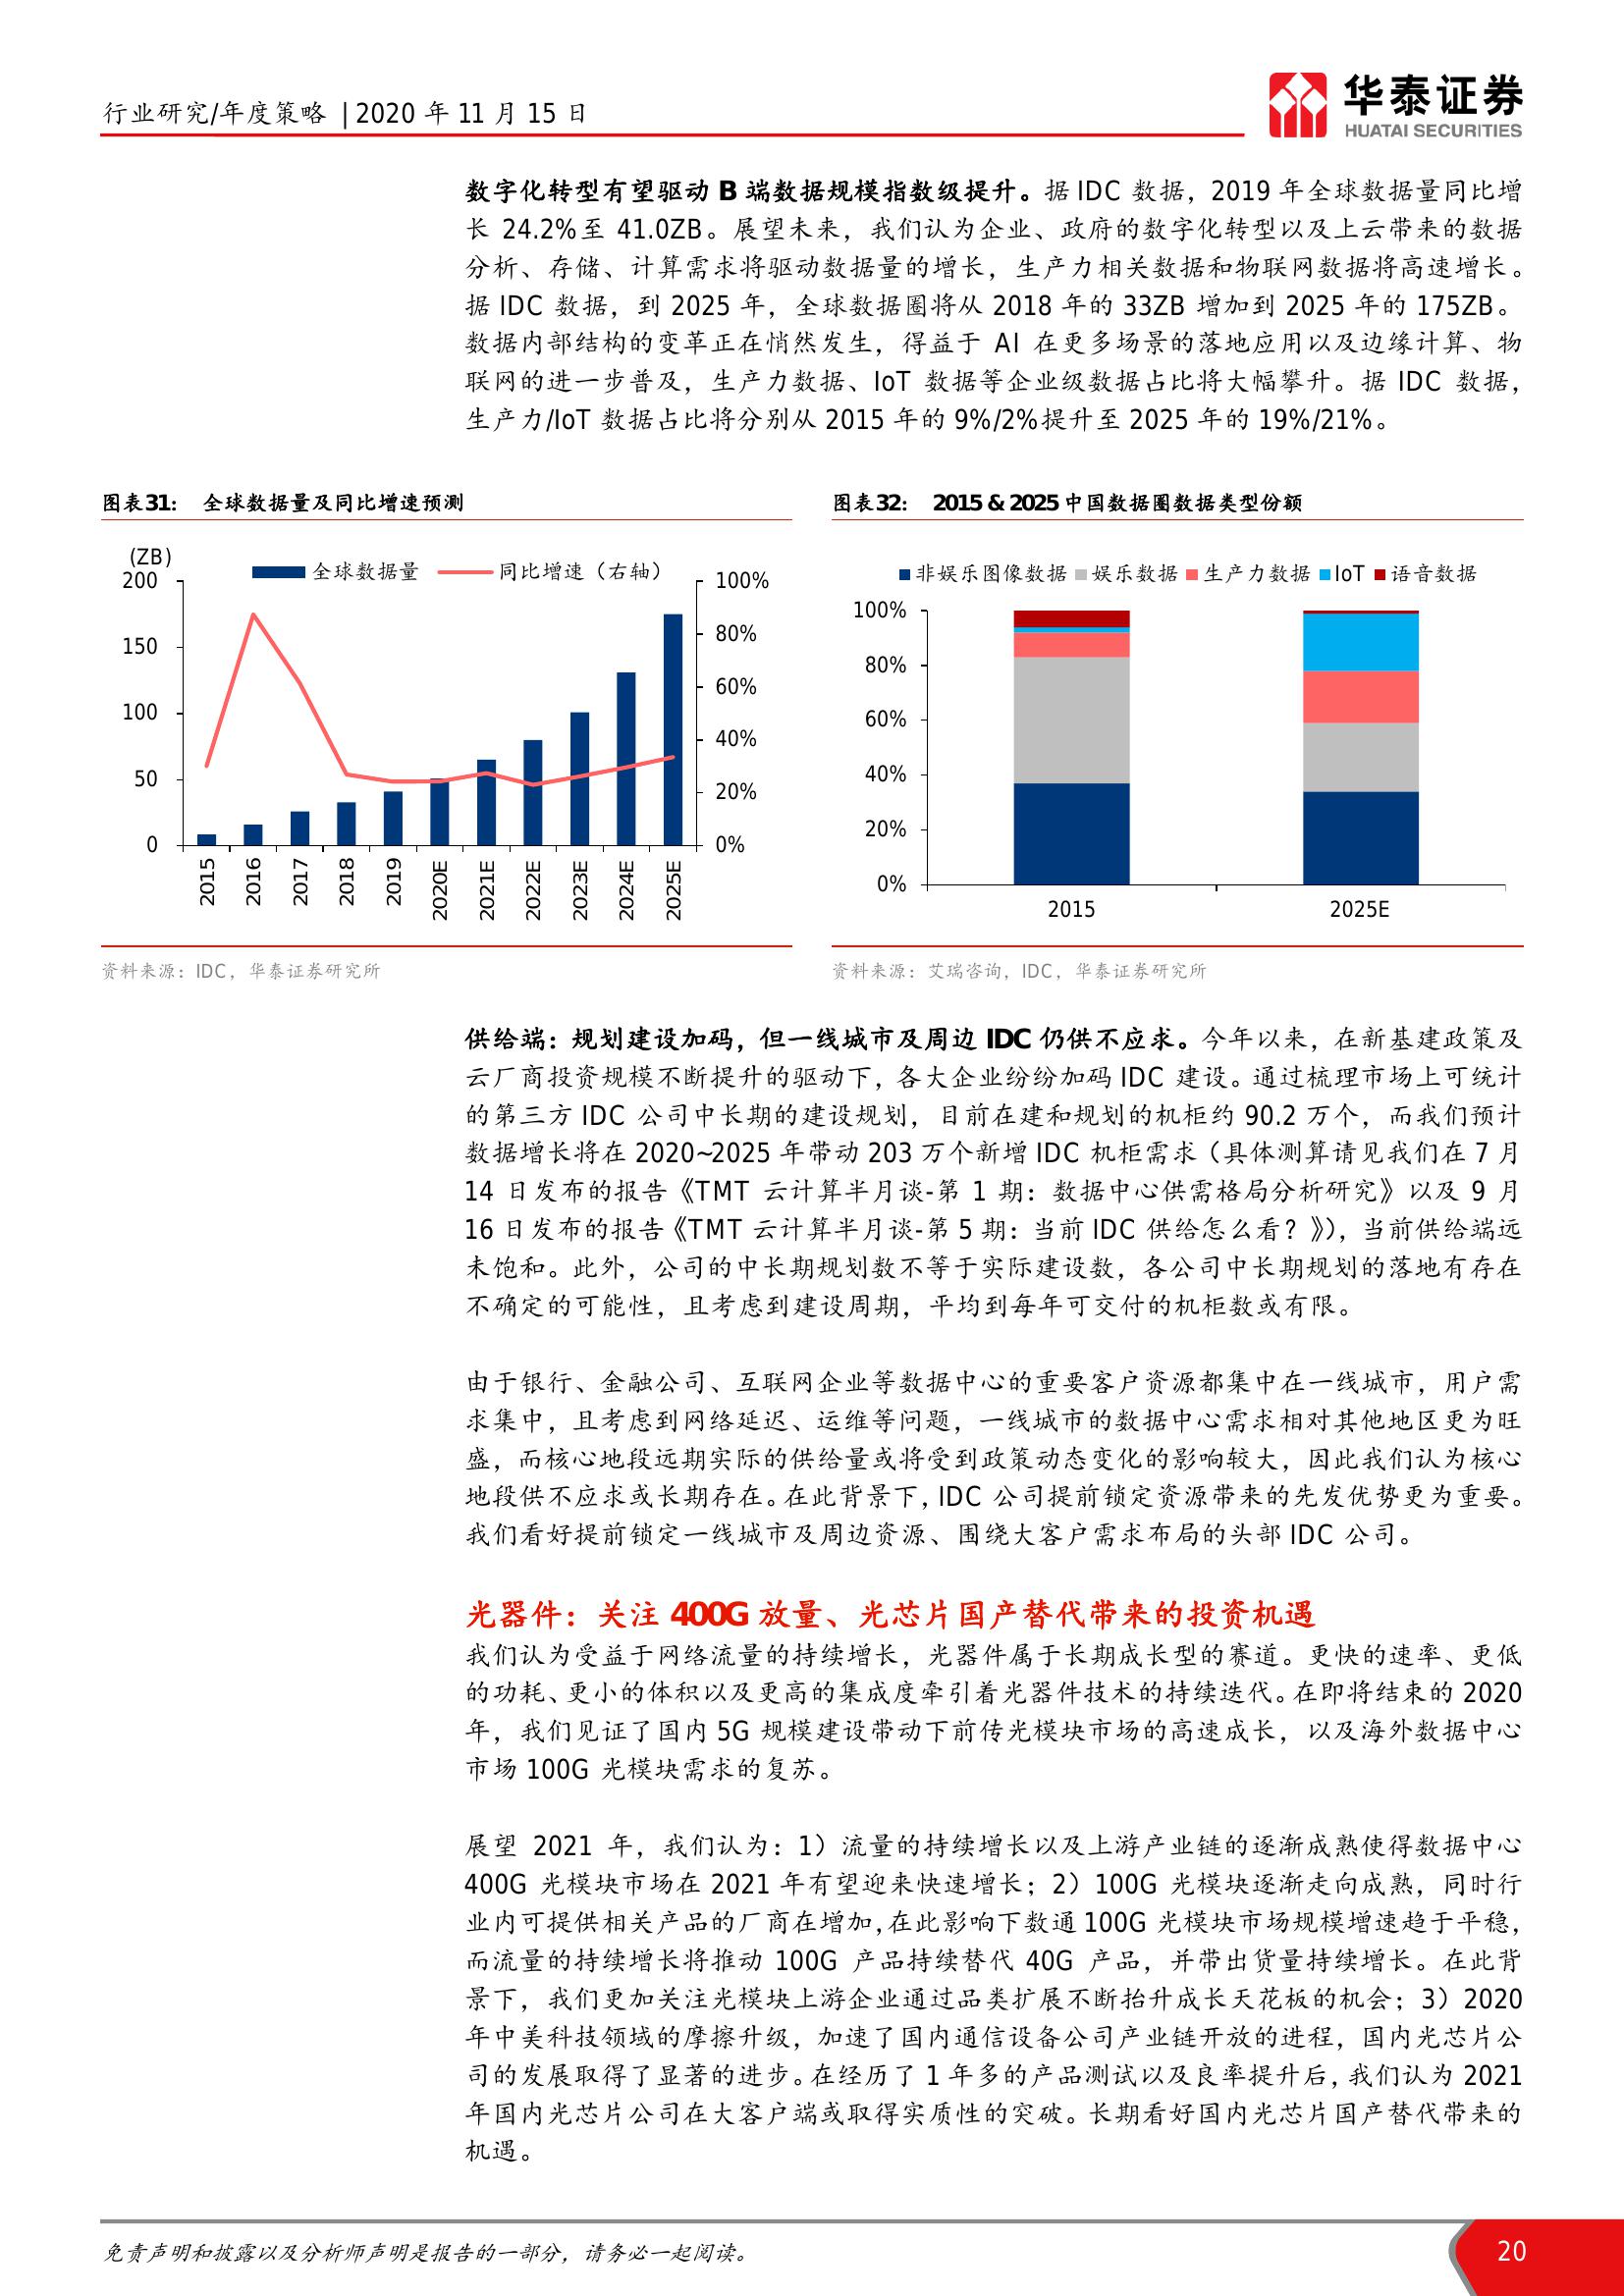 行业研究/年度策略 | 2020 年 11 月 15 日
华泰证券
HUATAI SECURITIES
数字化转型有望驱动 B 端数据规模指数级提升。据 IDC 数据，2019 年全球数据量同比增
长 24.2%至 41.0ZB。展望未来，我们认为企业、政府的数字化转型以及上云带来的数据
分析、存储、计算需求将驱动数据量的增长，生产力相关数据和物联网数据将高速增长。
据 IDC 数据，到 2025 年，全球数据圈将从 2018 年的 33ZB 增加到 2025 年的 175ZB。
数据内部结构的变革正在悄然发生，得益于 AI 在更多场景的落地应用以及边缘计算、物
联网的进一步普及，生产力数据、IoT 数据等企业级数据占比将大幅攀升。据 IDC 数据，
生产力/IoT 数据占比将分别从 2015 年的 9%/2%提升至 2025 年的 19%/21%。
图表31： 全球数据量及同比增速预测
(ZB)
全球数据量 同比增速（右轴）
200
150
100
50
0
100%
80%
60%
40%
20%
0%
2015 2016 2017 2018 2019 2020E 2021E 2022E 2023E 2024E 2025E
资料来源：IDC，华泰证券研究所
图表32： 2015 & 2025 中国数据圈数据类型份额
非娱乐图像数据 娱乐数据 生产力数据 IoT 语音数据
100%
80%
60%
40%
20%
0%
2015 2025E
资料来源：艾瑞咨询，IDC，华泰证券研究所
供给端：规划建设加码，但一线城市及周边 IDC 仍供不应求。今年以来，在新基建政策及
云厂商投资规模不断提升的驱动下，各大企业纷纷加码 IDC 建设。通过梳理市场上可统计
的第三方 IDC 公司中长期的建设规划，目前在建和规划的机柜约 90.2 万个，而我们预计
数据增长将在 2020~2025 年带动 203 万个新增 IDC 机柜需求（具体测算请见我们在 7 月
14 日发布的报告《TMT 云计算半月谈-第 1 期：数据中心供需格局分析研究》以及 9 月
16 日发布的报告《TMT 云计算半月谈-第 5 期：当前 IDC 供给怎么看？》），当前供给端远
未饱和。此外，公司的中长期规划数不等于实际建设数，各公司中长期规划的落地有存在
不确定的可能性，且考虑到建设周期，平均到每年可交付的机柜数或有限。
由于银行、金融公司、互联网企业等数据中心的重要客户资源都集中在一线城市，用户需
求集中，且考虑到网络延迟、运维等问题，一线城市的数据中心需求相对其他地区更为旺
盛，而核心地段远期实际的供给量或将受到政策动态变化的影响较大，因此我们认为核心
地段供不应求或长期存在。在此背景下，IDC 公司提前锁定资源带来的先发优势更为重要。
我们看好提前锁定一线城市及周边资源、围绕大客户需求布局的头部 IDC 公司。
光器件：关注 400G 放量、光芯片国产替代带来的投资机遇
我们认为受益于网络流量的持续增长，光器件属于长期成长型的赛道。更快的速率、更低
的功耗、更小的体积以及更高的集成度牵引着光器件技术的持续迭代。在即将结束的 2020
年，我们见证了国内 5G 规模建设带动下前传光模块市场的高速成长，以及海外数据中心
市场 100G 光模块需求的复苏。
展望 2021 年，我们认为：1）流量的持续增长以及上游产业链的逐渐成熟使得数据中心
400G 光模块市场在 2021 年有望迎来快速增长；2）100G 光模块逐渐走向成熟，同时行
业内可提供相关产品的厂商在增加，在此影响下数通 100G 光模块市场规模增速趋于平稳，
而流量的持续增长将推动 100G 产品持续替代 40G 产品，并带出货量持续增长。在此背
景下，我们更加关注光模块上游企业通过品类扩展不断抬升成长天花板的机会；3）2020
年中美科技领域的摩擦升级，加速了国内通信设备公司产业链开放的进程，国内光芯片公
司的发展取得了显著的进步。在经历了 1 年多的产品测试以及良率提升后，我们认为 2021
年国内光芯片公司在大客户端或取得实质性的突破。长期看好国内光芯片国产替代带来的
机遇。
免责声明和披露以及分析师声明是报告的一部分，请务必一起阅读。
20